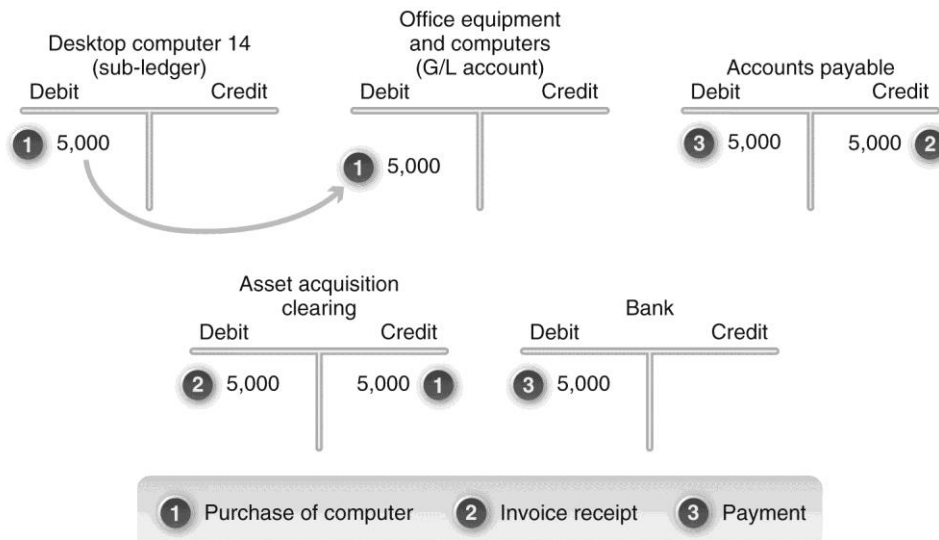 Desktop computer 14
(sub-ledger)
Debit Credit
1 5,000
Office equipment
and computers
(G/L account)
Debit Credit
1 5,000
Accounts payable
Debit Credit
3 5,000 5,000 2
Asset acquisition
clearing
Debit Credit
2 5,000 5,000 1
Bank
Debit Credit
3 5,000
1 Purchase of computer 2 Invoice receipt 3 Payment